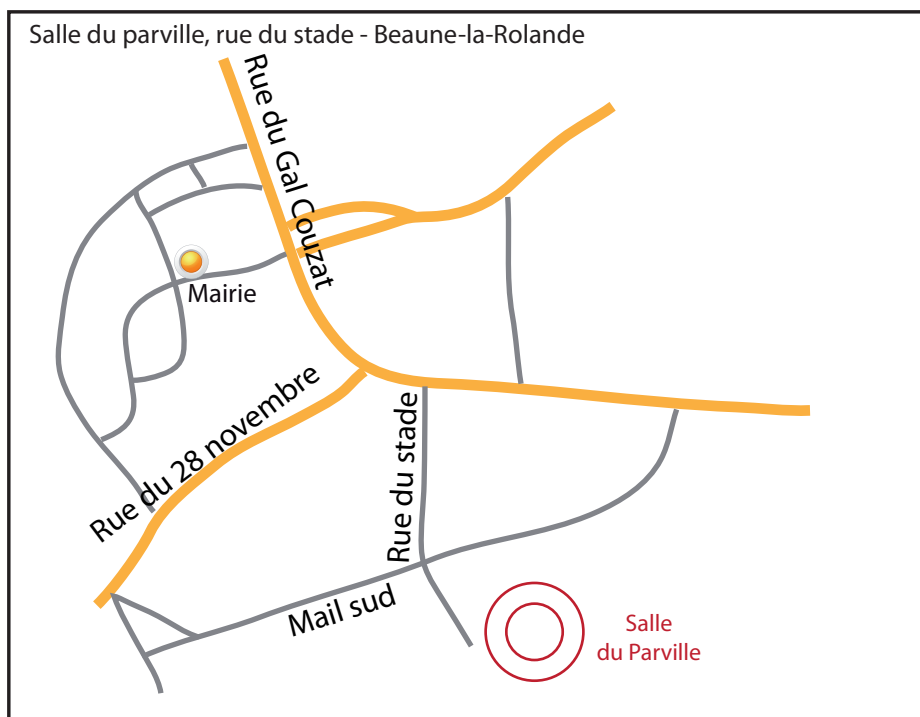 Salle du parville, rue du stade - Beaune-la-Rolande
Rue du Gal Couzat
Mairie
Rue du 28 novembre
Rue du stade
Mail sud
Salle
du Parville